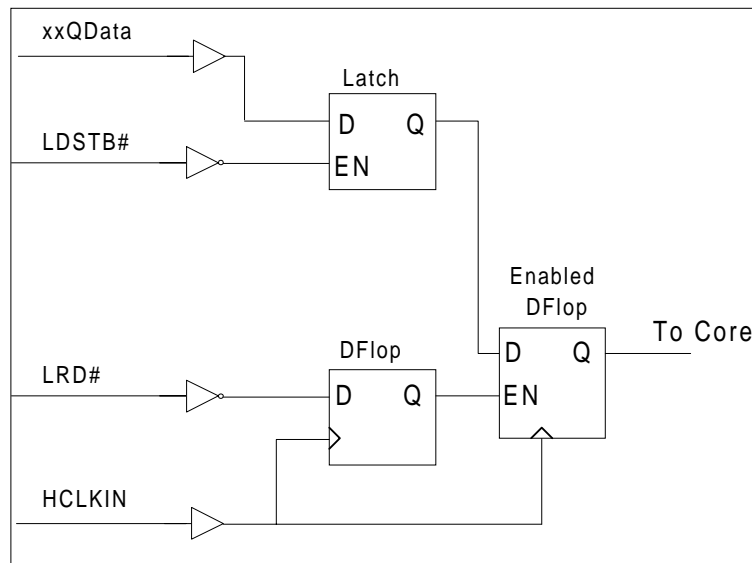 xxQData
Latch
D Q
LDSTB#
EN
Enabled
DFlop
To Core
DFlop
D Q
LRD#
D Q
EN
HCLKIN